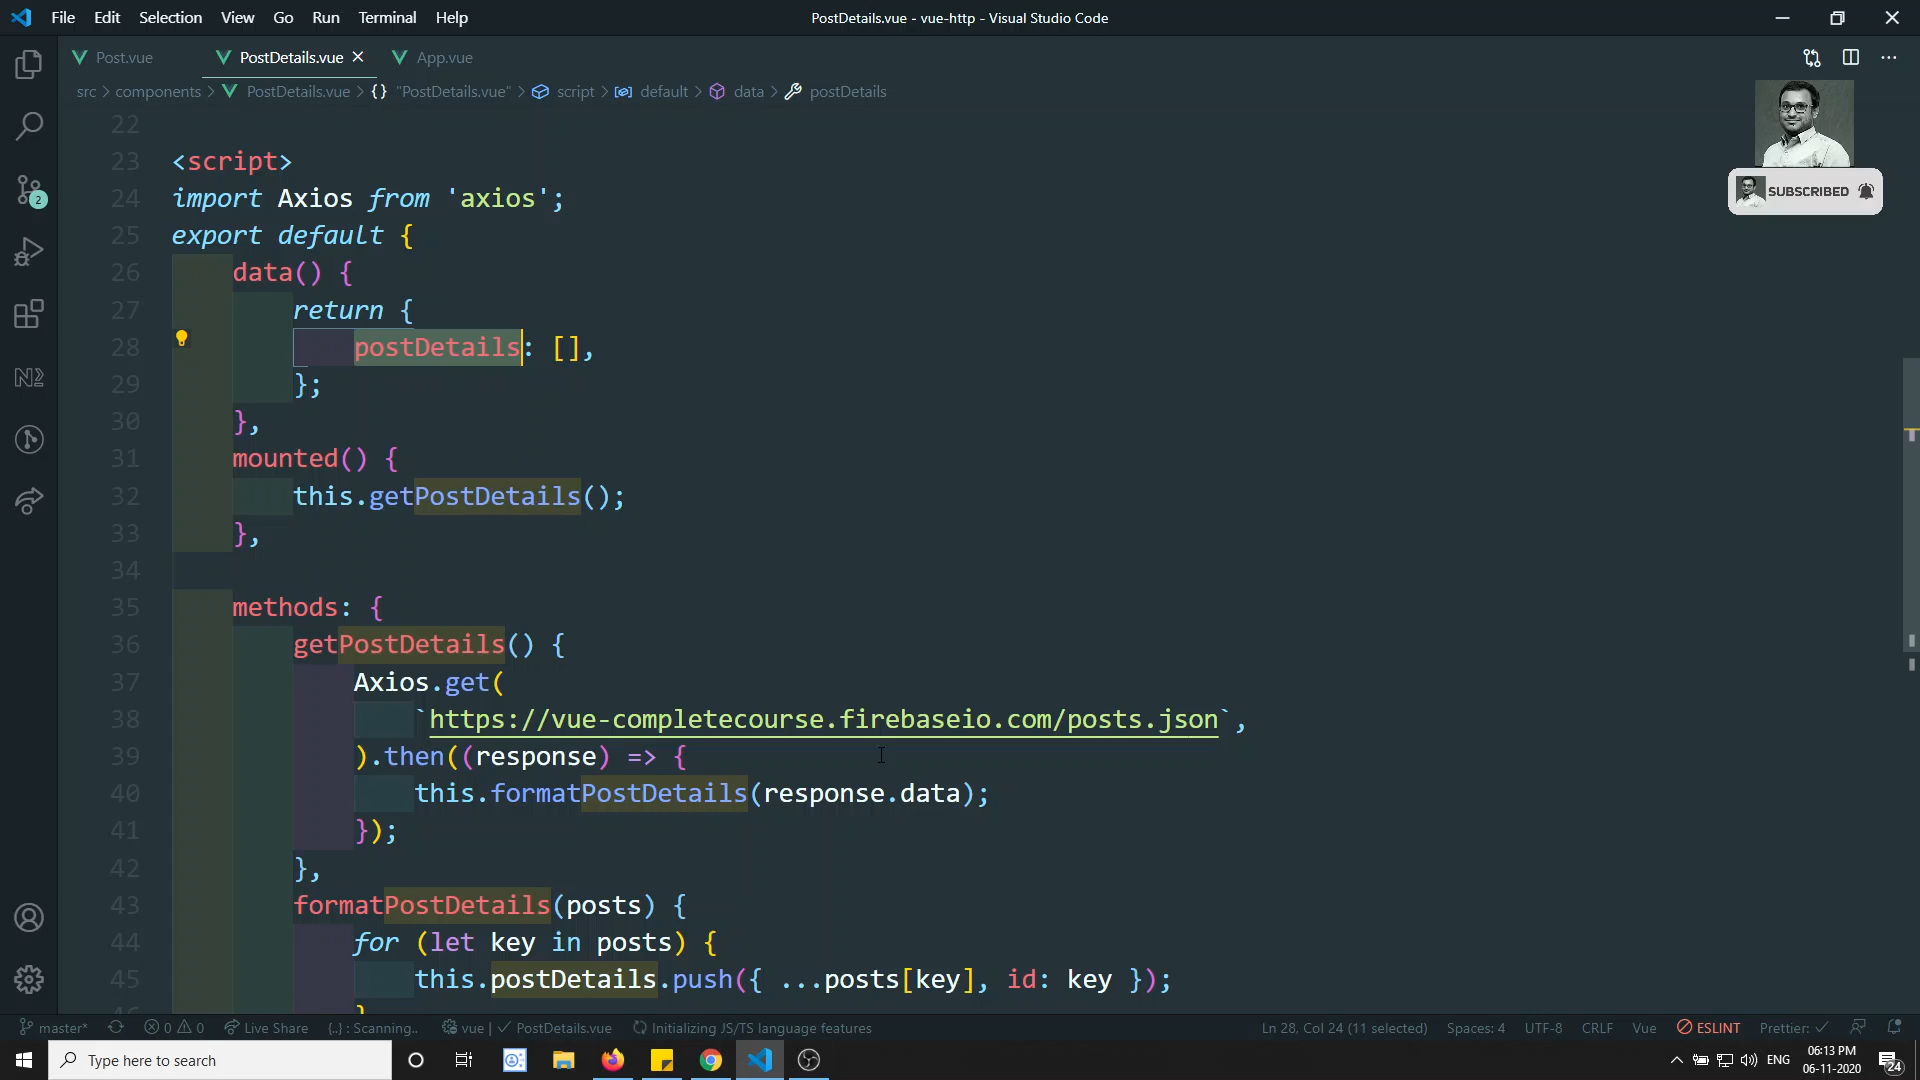 File Edit Selection View Go Run Terminal Help
PostDetails.vue - vue-http - Visual Studio Code
Post.vue
PostDetails.vue
App.vue
src > components > PostDetails.vue > {} "PostDetails.vue" > script > default > data > postDetails
SUBSCRIBED
22
23 <script>
24 import Axios from 'axios';
25 export default {
26 data() {
27 return {
28 postDetails: [],
29 };
30 },
31 mounted() {
32 this.getPostDetails();
33 },
34
35 methods: {
36 getPostDetails() {
37 Axios.get(
38 `https://vue-completecourse.firebaseio.com/posts.json`,
39 ).then((response) => {
40 this.formatPostDetails(response.data);
41 });
42 },
43 formatPostDetails(posts) {
44 for (let key in posts) {
45 this.postDetails.push({ ...posts[key], id: key });
46 }
2
master* 0 0 Live Share {..} : Scanning.. vue | ✓ PostDetails.vue Initializing JS/TS language features Ln 28, Col 24 (11 selected) Spaces: 4 UTF-8 CRLF Vue ESLINT Prettier: ✓
Type here to search
ENG
06:13 PM
06-11-2020
24